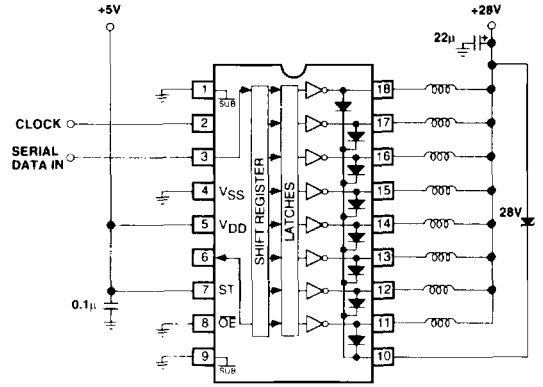 +5V
+28V
22μ
+
1
SUB
18
CLOCK
2
17
SERIAL
DATA IN
3
16
4
VSS
15
5
VDD
14
28V
6
13
7
ST
12
0.1μ
8
OE
11
9
SUB
10
SHIFT REGISTER
LATCHES